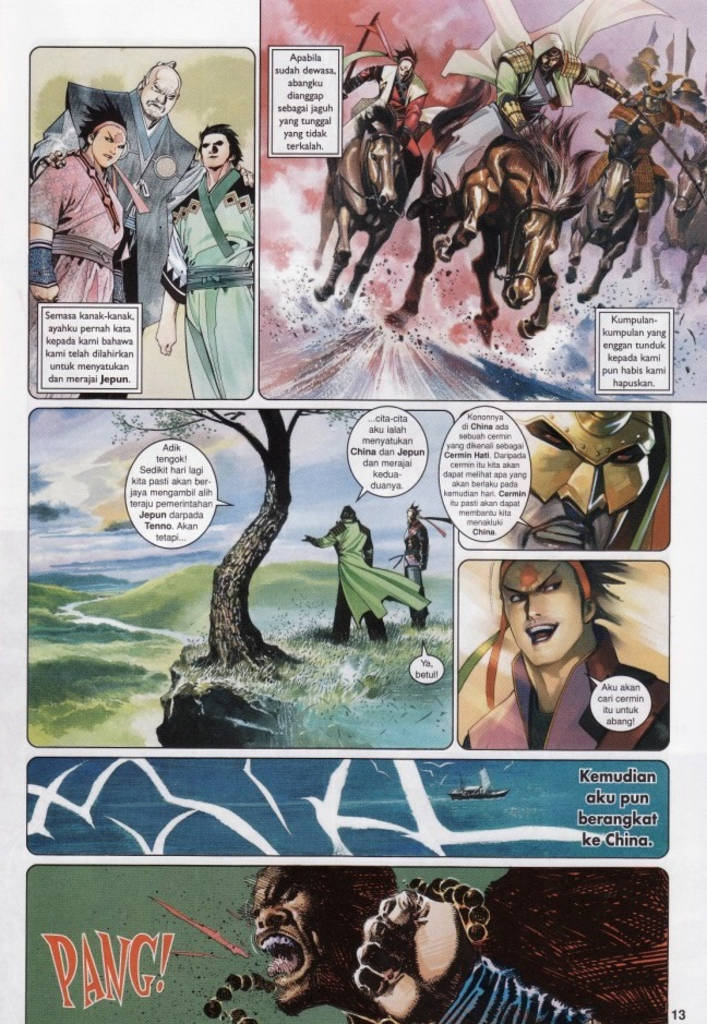 Semasa kanak-kanak,
ayahku pernah kata
kepada kami bahawa
kami telah dilahirkan
untuk menyatukan
dan merajai Jepun.
Apabila
sudah dewasa,
abangku
dianggap
sebagai jaguh
yang tunggal
yang tidak
terkalah.
Kumpulan-
kumpulan yang
enggan tunduk
kepada kami
pun habis kami
hapuskan.
Adik
tengok!
Sedikit hari lagi
kita pasti akan ber-
jaya mengambil alih
teraju pemerintahan
Jepun darpada
Tenno. Akan
tetapi...
...cita-cita
aku ialah
menyatukan
China dan Jepun
dan merajai
kedua-
duanya.
Ya,
betul!
Kononnya
di China ada
sebuah cermin
yang dikenali sebagai
Cermin Hati. Daripada
cermin itu kita akan
dapat melihat apa yang
akan berlaku pada
kemudian hari. Cermin
itu pasti akan dapat
membantu kita
menakluki
China.
Aku akan
cari cermin
itu untuk
abang!
Kemudian
aku pun
berangkat
ke China.
PANG!
13